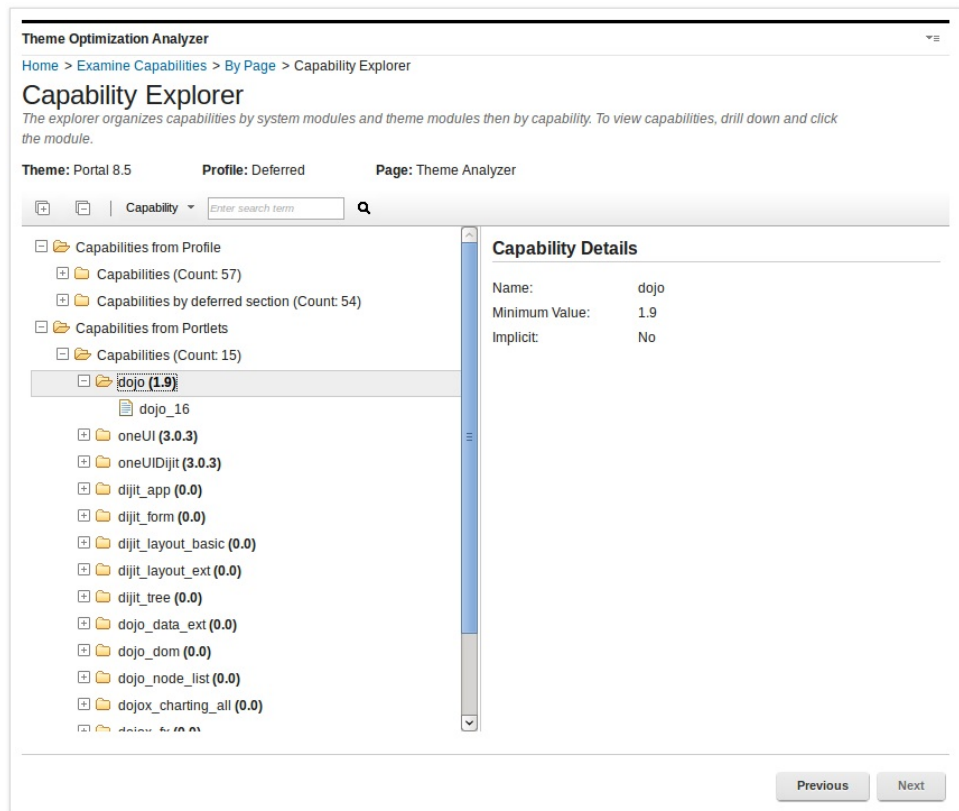 Theme Optimization Analyzer
Home > Examine Capabilities > By Page > Capability Explorer
Capability Explorer
The explorer organizes capabilities by system modules and theme modules then by capability. To view capabilities, drill down and click
the module.
Theme: Portal 8.5 Profile: Deferred Page: Theme Analyzer
Capability Enter search term
Capabilities from Profile
Capabilities (Count: 57)
Capabilities by deferred section (Count: 54)
Capabilities from Portlets
Capabilities (Count: 15)
dojo (1.9)
dojo_16
oneUI (3.0.3)
oneUIDijit (3.0.3)
dijit_app (0.0)
dijit_form (0.0)
dijit_layout_basic (0.0)
dijit_layout_ext (0.0)
dijit_tree (0.0)
dojo_data_ext (0.0)
dojo_dom (0.0)
dojo_node_list (0.0)
dojox_charting_all (0.0)
dojox_fx (0.0)
Capability Details
Name: dojo
Minimum Value: 1.9
Implicit: No
Previous Next